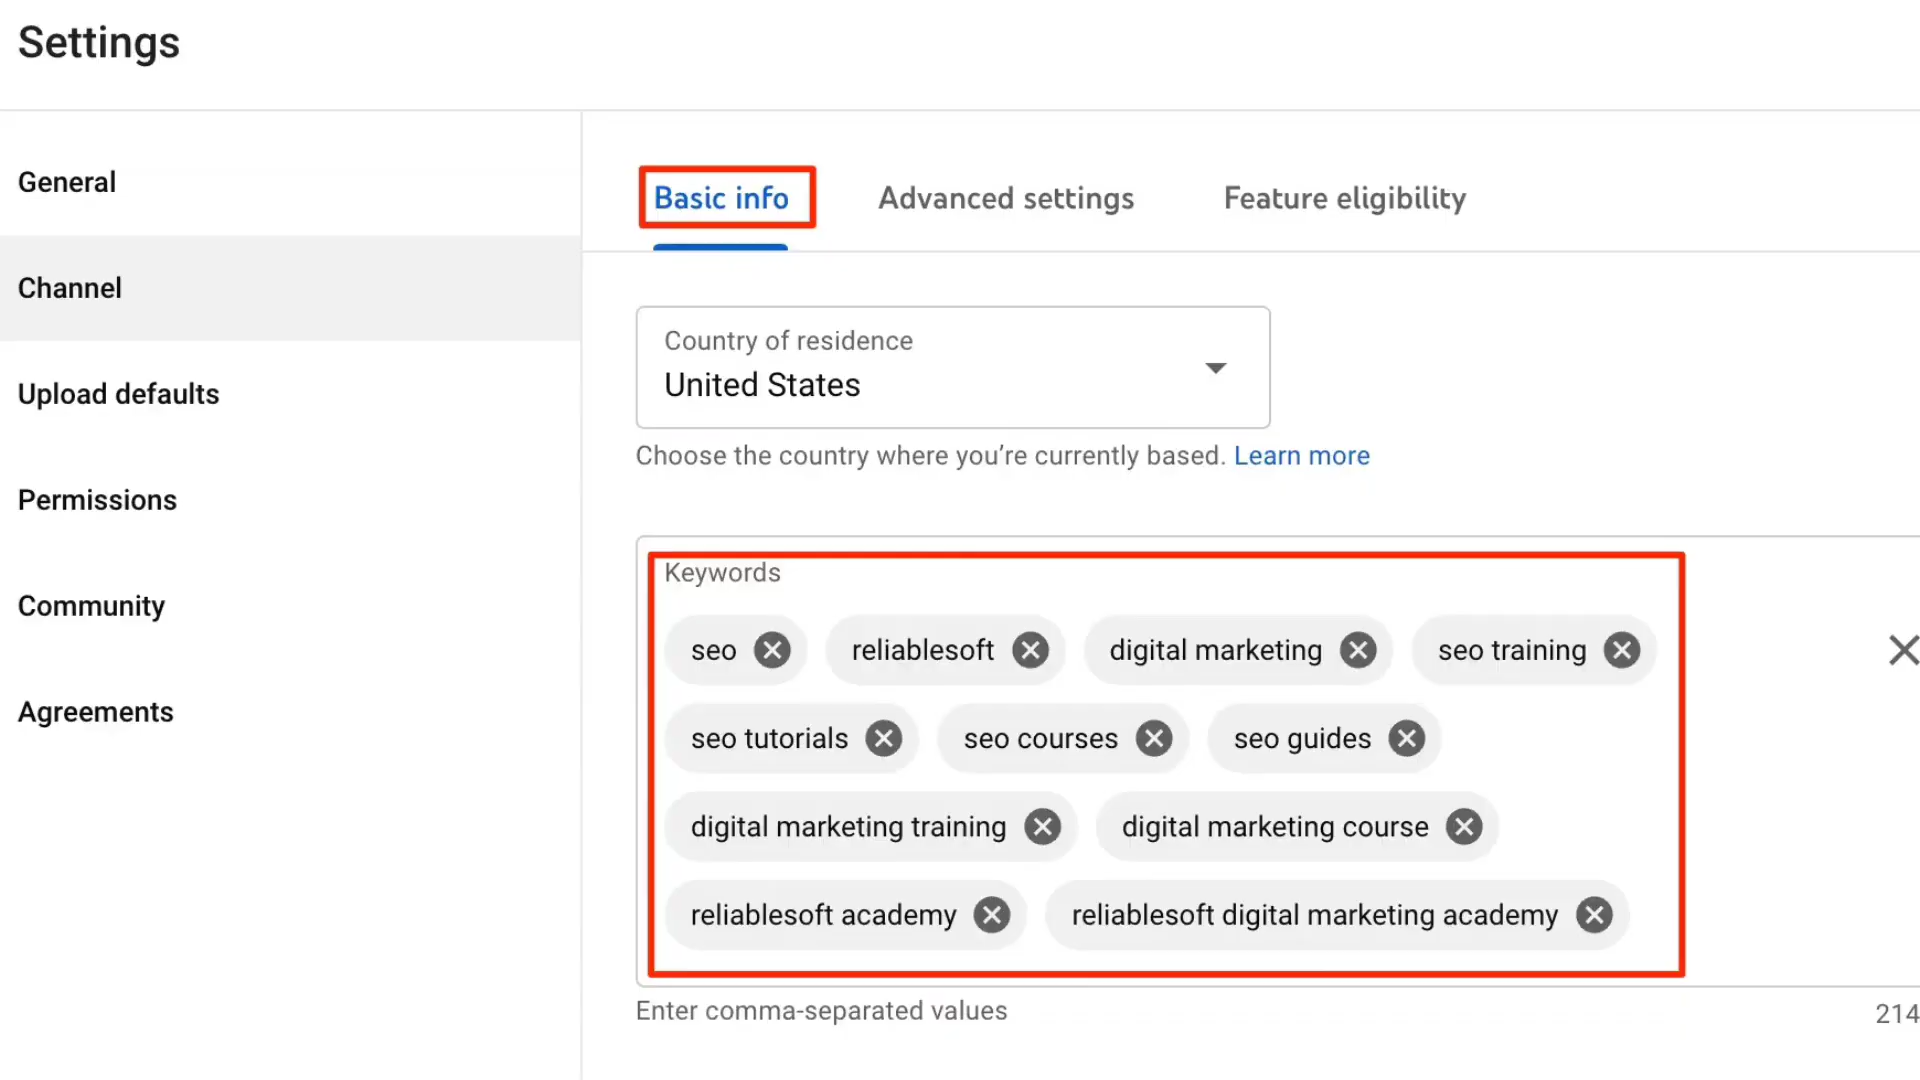 Settings
General
Channel
Upload defaults
Permissions
Community
Agreements
Basic info Advanced settings Feature eligibility
Country of residence
United States
Choose the country where you’re currently based. Learn more
Keywords
seo reliablesoft digital marketing seo training
seo tutorials seo courses seo guides
digital marketing training digital marketing course
reliablesoft academy reliablesoft digital marketing academy
Enter comma-separated values
214